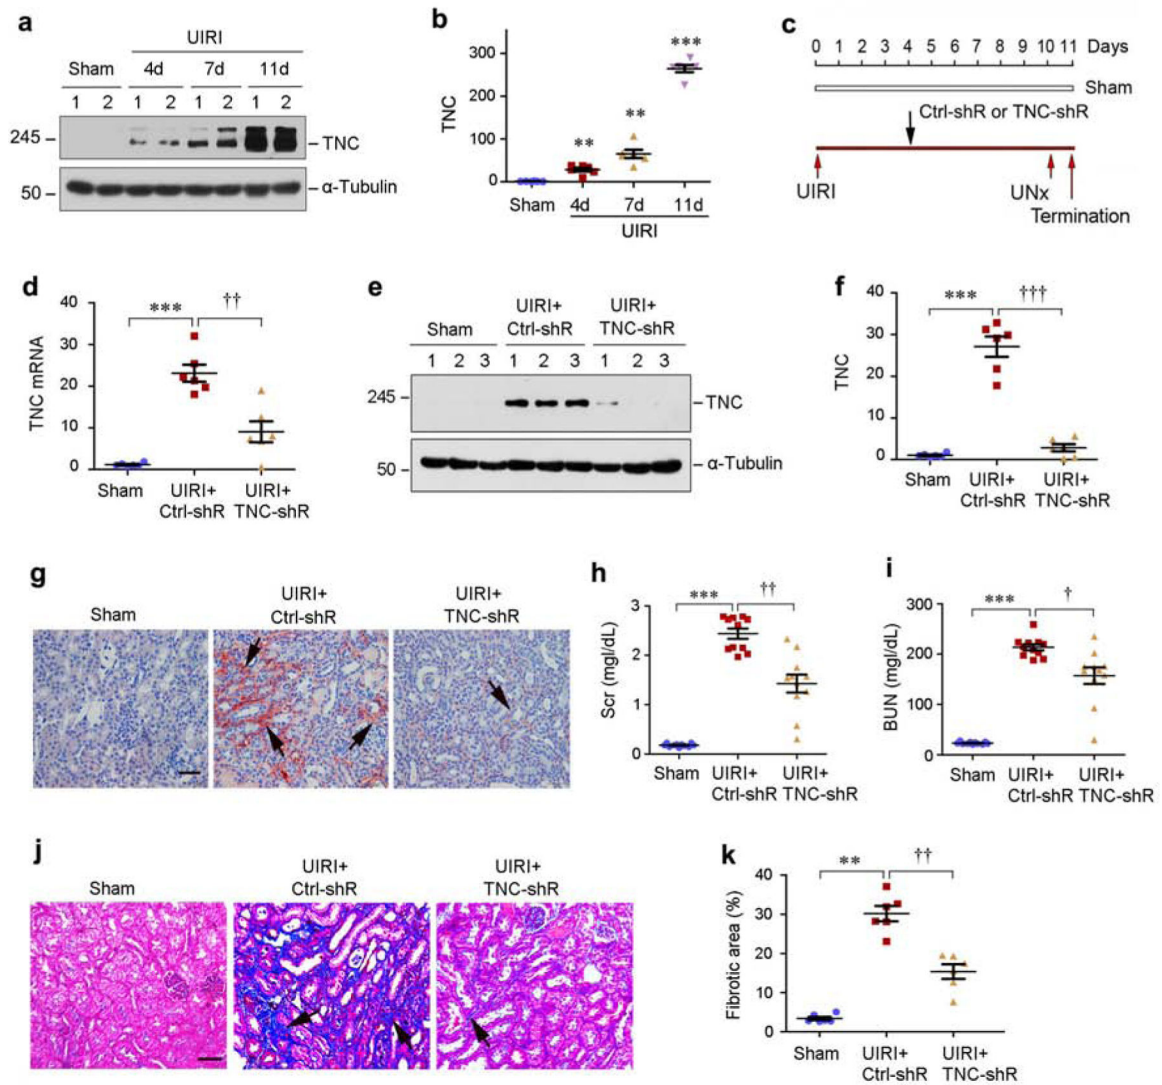 a
UIRI
Sham 4d 7d 11d
1 2 1 2 1 2 1 2
245 TNC
50 α-Tubulin
b
TNC
300
200
100
0
***
**
**
Sham 4d 7d 11d
UIRI
c
0 1 2 3 4 5 6 7 8 9 10 11 Days
Sham
Ctrl-shR or TNC-shR
UIRI UNx
Termination
d
TNC mRNA
40
30
20
10
0
*** ††
Sham UIRI+ UIRI+
Ctrl-shR TNC-shR
e
UIRI+ UIRI+
Sham Ctrl-shR TNC-shR
1 2 3 1 2 3 1 2 3
245 TNC
50 α-Tubulin
f
TNC
40
30
20
10
0
*** †††
Sham UIRI+ UIRI+
Ctrl-shR TNC-shR
g
UIRI+ UIRI+
Sham Ctrl-shR TNC-shR
h
Scr (mgl/dL)
3
2
1
0
*** ††
Sham UIRI+ UIRI+
Ctrl-shR TNC-shR
i
BUN (mgl/dL)
300
200
100
0
*** †
Sham UIRI+ UIRI+
Ctrl-shR TNC-shR
j
UIRI+ UIRI+
Sham Ctrl-shR TNC-shR
k
Fibrotic area (%)
40
30
20
10
0
** ††
Sham UIRI+ UIRI+
Ctrl-shR TNC-shR